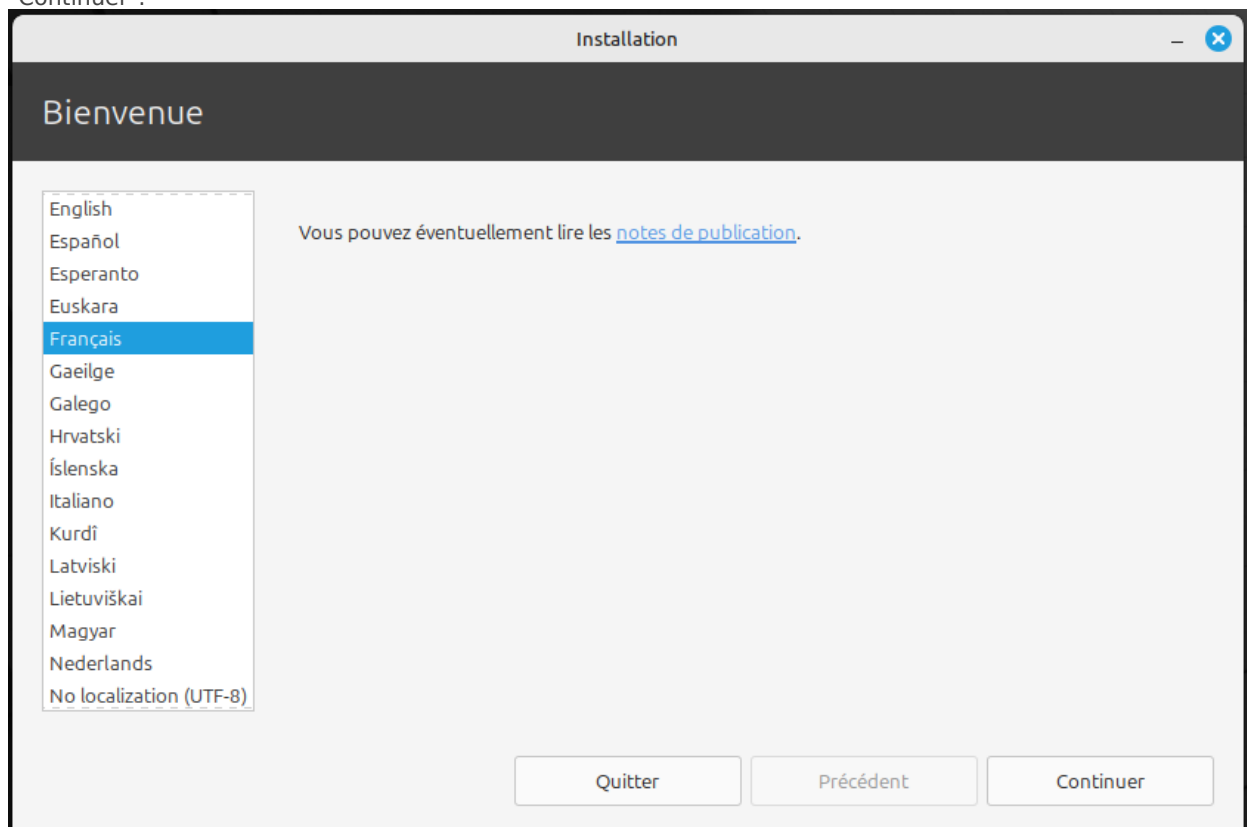 Continuer".
Installation
Bienvenue
English
Español
Esperanto
Euskara
Français
Gaeilge
Galego
Hrvatski
Íslenska
Italiano
Kurdî
Latviski
Lietuviškai
Magyar
Nederlands
No localization (UTF-8)
Vous pouvez éventuellement lire les notes de publication.
Quitter
Précédent
Continuer